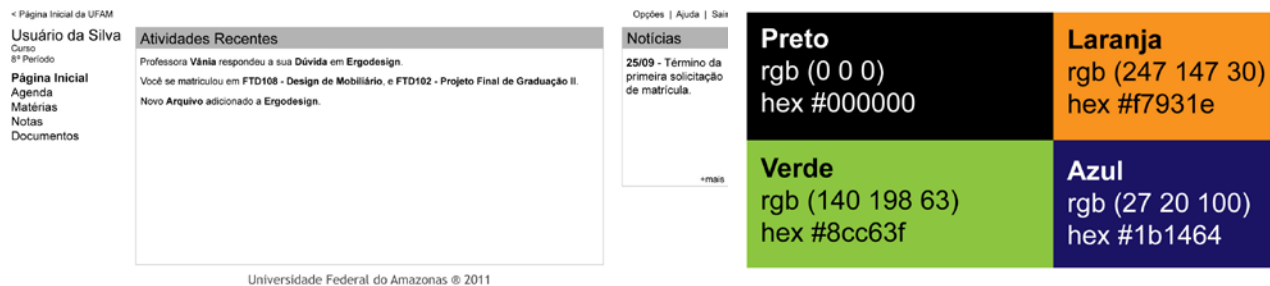 < Página Inicial da UFAM
Opções | Ajuda | Sair
Usuário da Silva
Curso
8º Período
Página Inicial
Agenda
Matérias
Notas
Documentos
Atividades Recentes
Professora Vânia respondeu a sua Dúvida em Ergodesign.
Você se matriculou em FTD108 - Design de Mobiliário, e FTD102 - Projeto Final de Graduação II.
Novo Arquivo adicionado a Ergodesign.
Notícias
25/09 - Término da
primeira solicitação
de matrícula.
+mais
Universidade Federal do Amazonas ® 2011
Preto
rgb (0 0 0)
hex #000000
Laranja
rgb (247 147 30)
hex #f7931e
Verde
rgb (140 198 63)
hex #8cc63f
Azul
rgb (27 20 100)
hex #1b1464